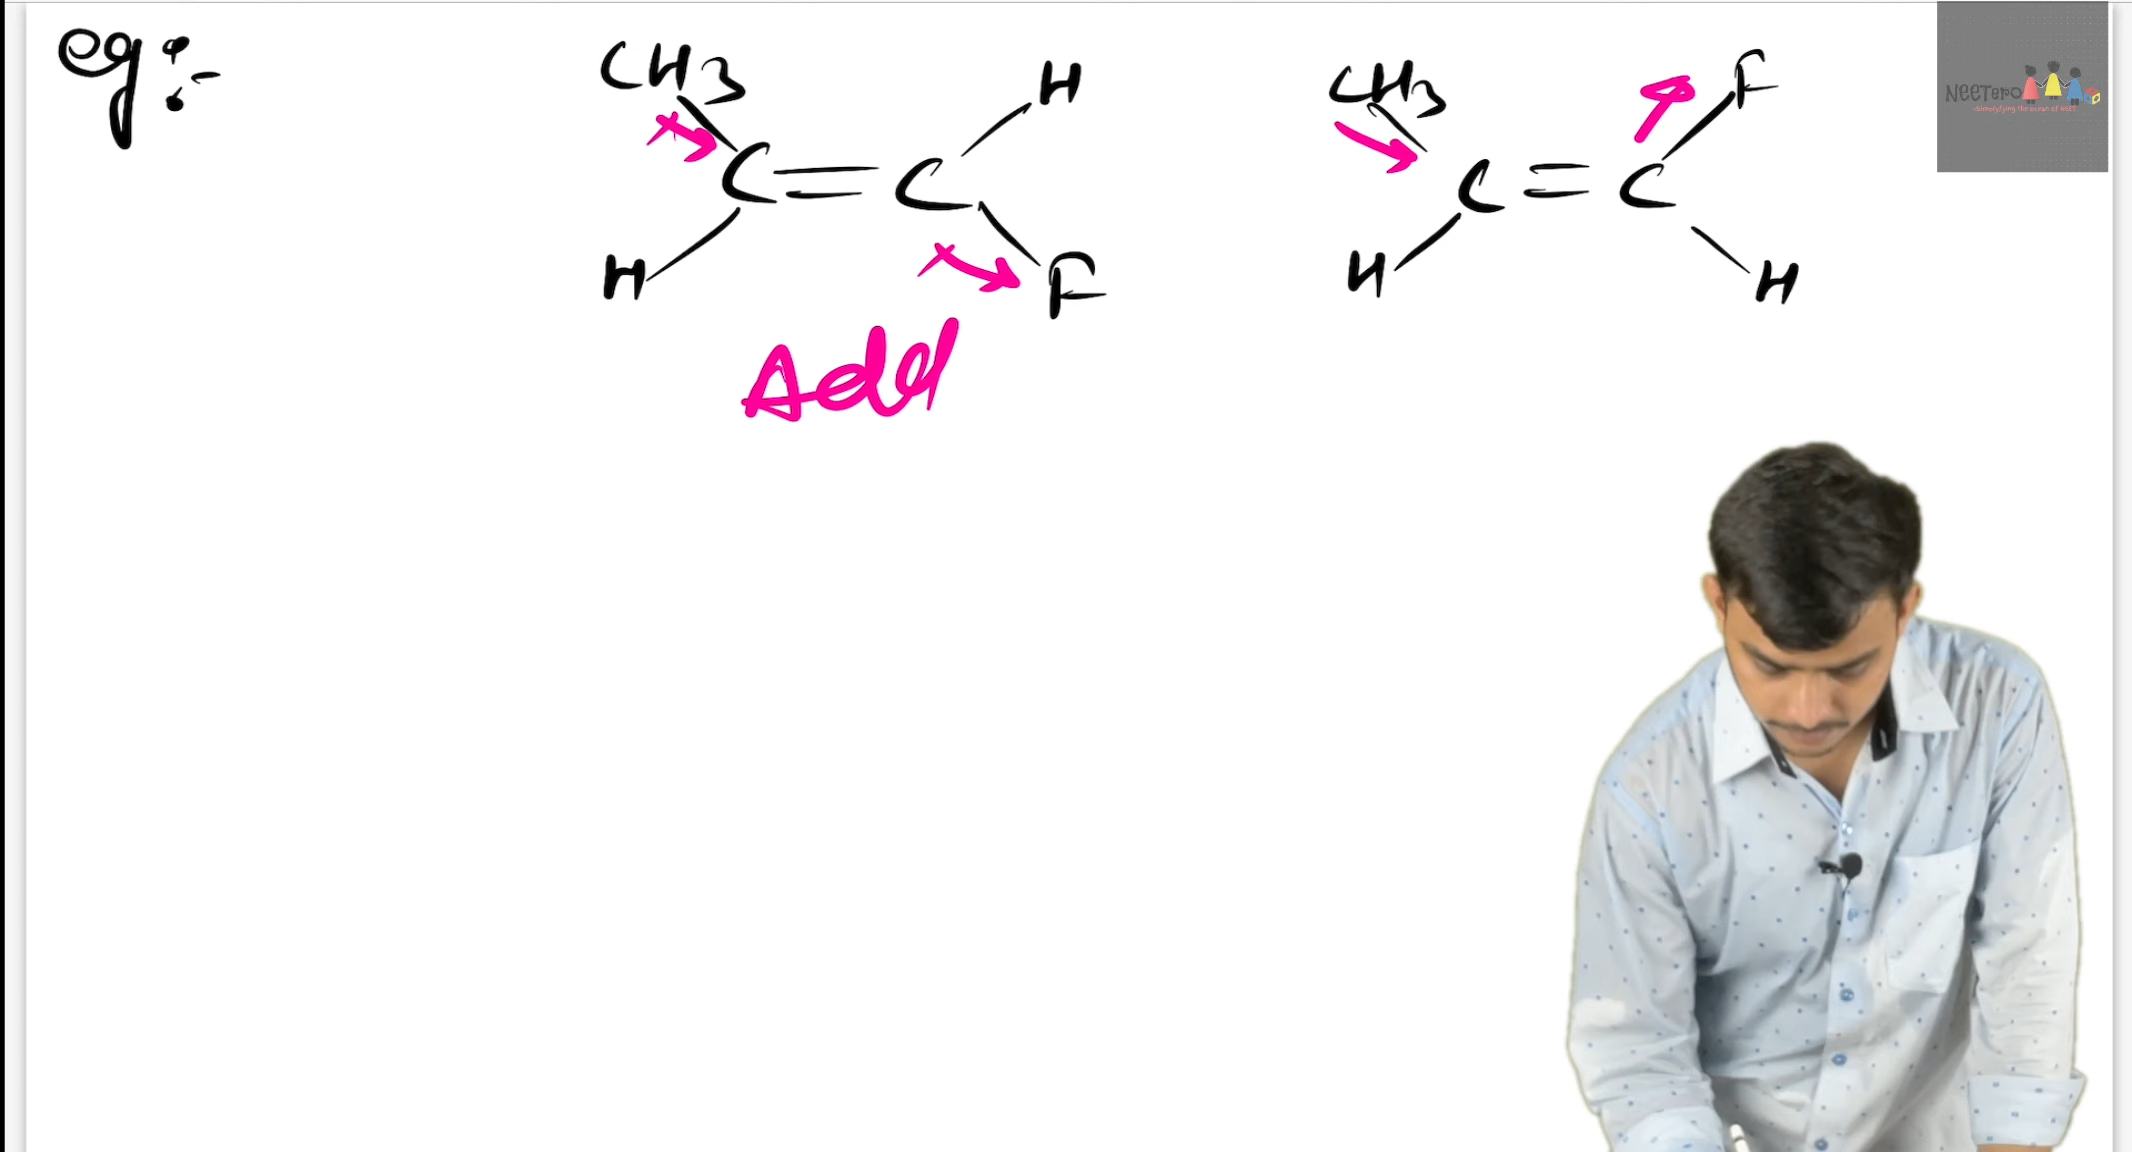 eg:-
CH3 H
C=C
H F
CH3 F
C=C
H H
Add
NEETero